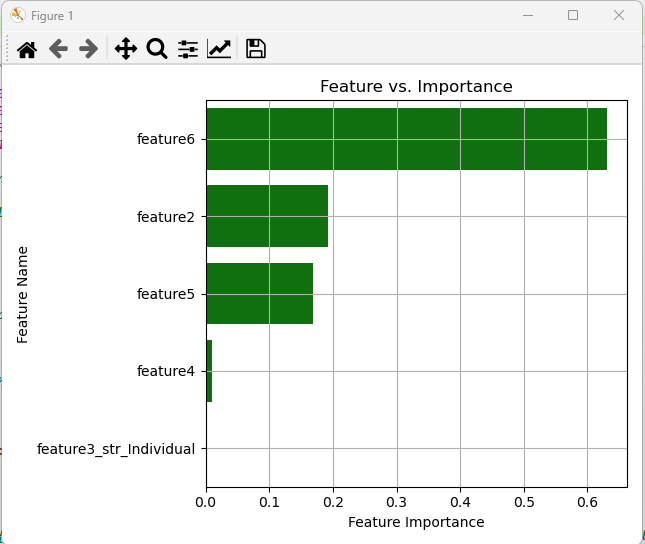 Figure 1
Feature vs. Importance
feature6
feature2
feature5
feature4
feature3_str_Individual
Feature Name
0.0 0.1 0.2 0.3 0.4 0.5 0.6
Feature Importance